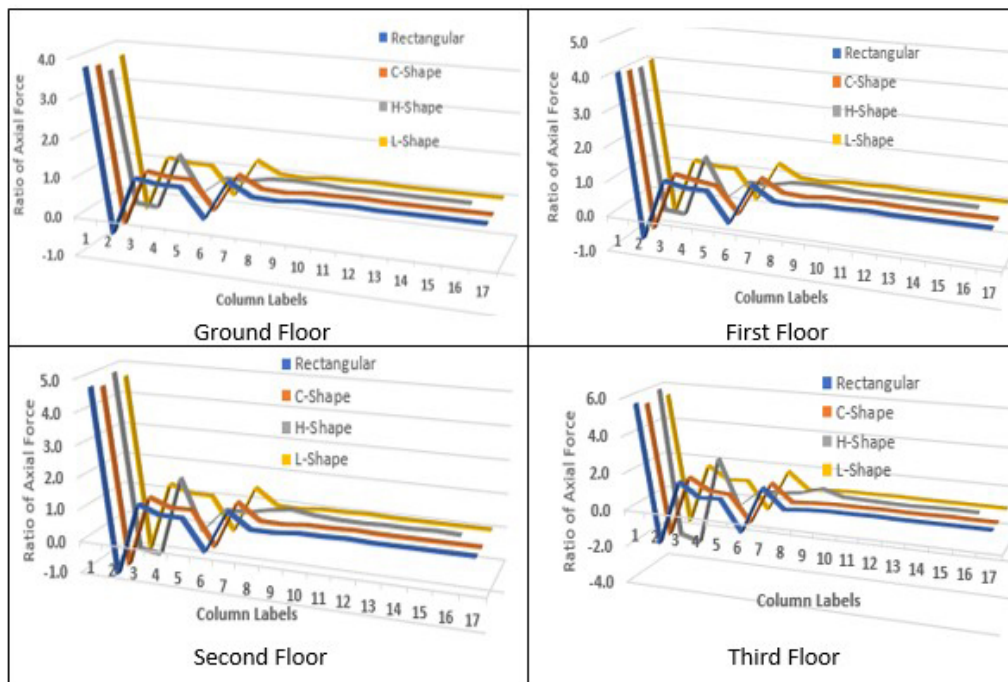 Ratio of Axial Force
4.0
3.0
2.0
1.0
0.0
-1.0
Rectangular
C-Shape
H-Shape
L-Shape
1 2 3 4 5 6 7 8 9 10 11 12 13 14 15 16 17
Column Labels
Ground Floor
Ratio of Axial Force
5.0
4.0
3.0
2.0
1.0
0.0
-1.0
Rectangular
C-Shape
H-Shape
L-Shape
1 2 3 4 5 6 7 8 9 10 11 12 13 14 15 16 17
Column Labels
First Floor
Ratio of Axial Force
5.0
4.0
3.0
2.0
1.0
0.0
-1.0
Rectangular
C-Shape
H-Shape
L-Shape
1 2 3 4 5 6 7 8 9 10 11 12 13 14 15 16 17
Column Labels
Second Floor
Ratio of Axial Force
6.0
4.0
2.0
0.0
-2.0
-4.0
Rectangular
C-Shape
H-Shape
L-Shape
1 2 3 4 5 6 7 8 9 10 11 12 13 14 15 16 17
Column Labels
Third Floor